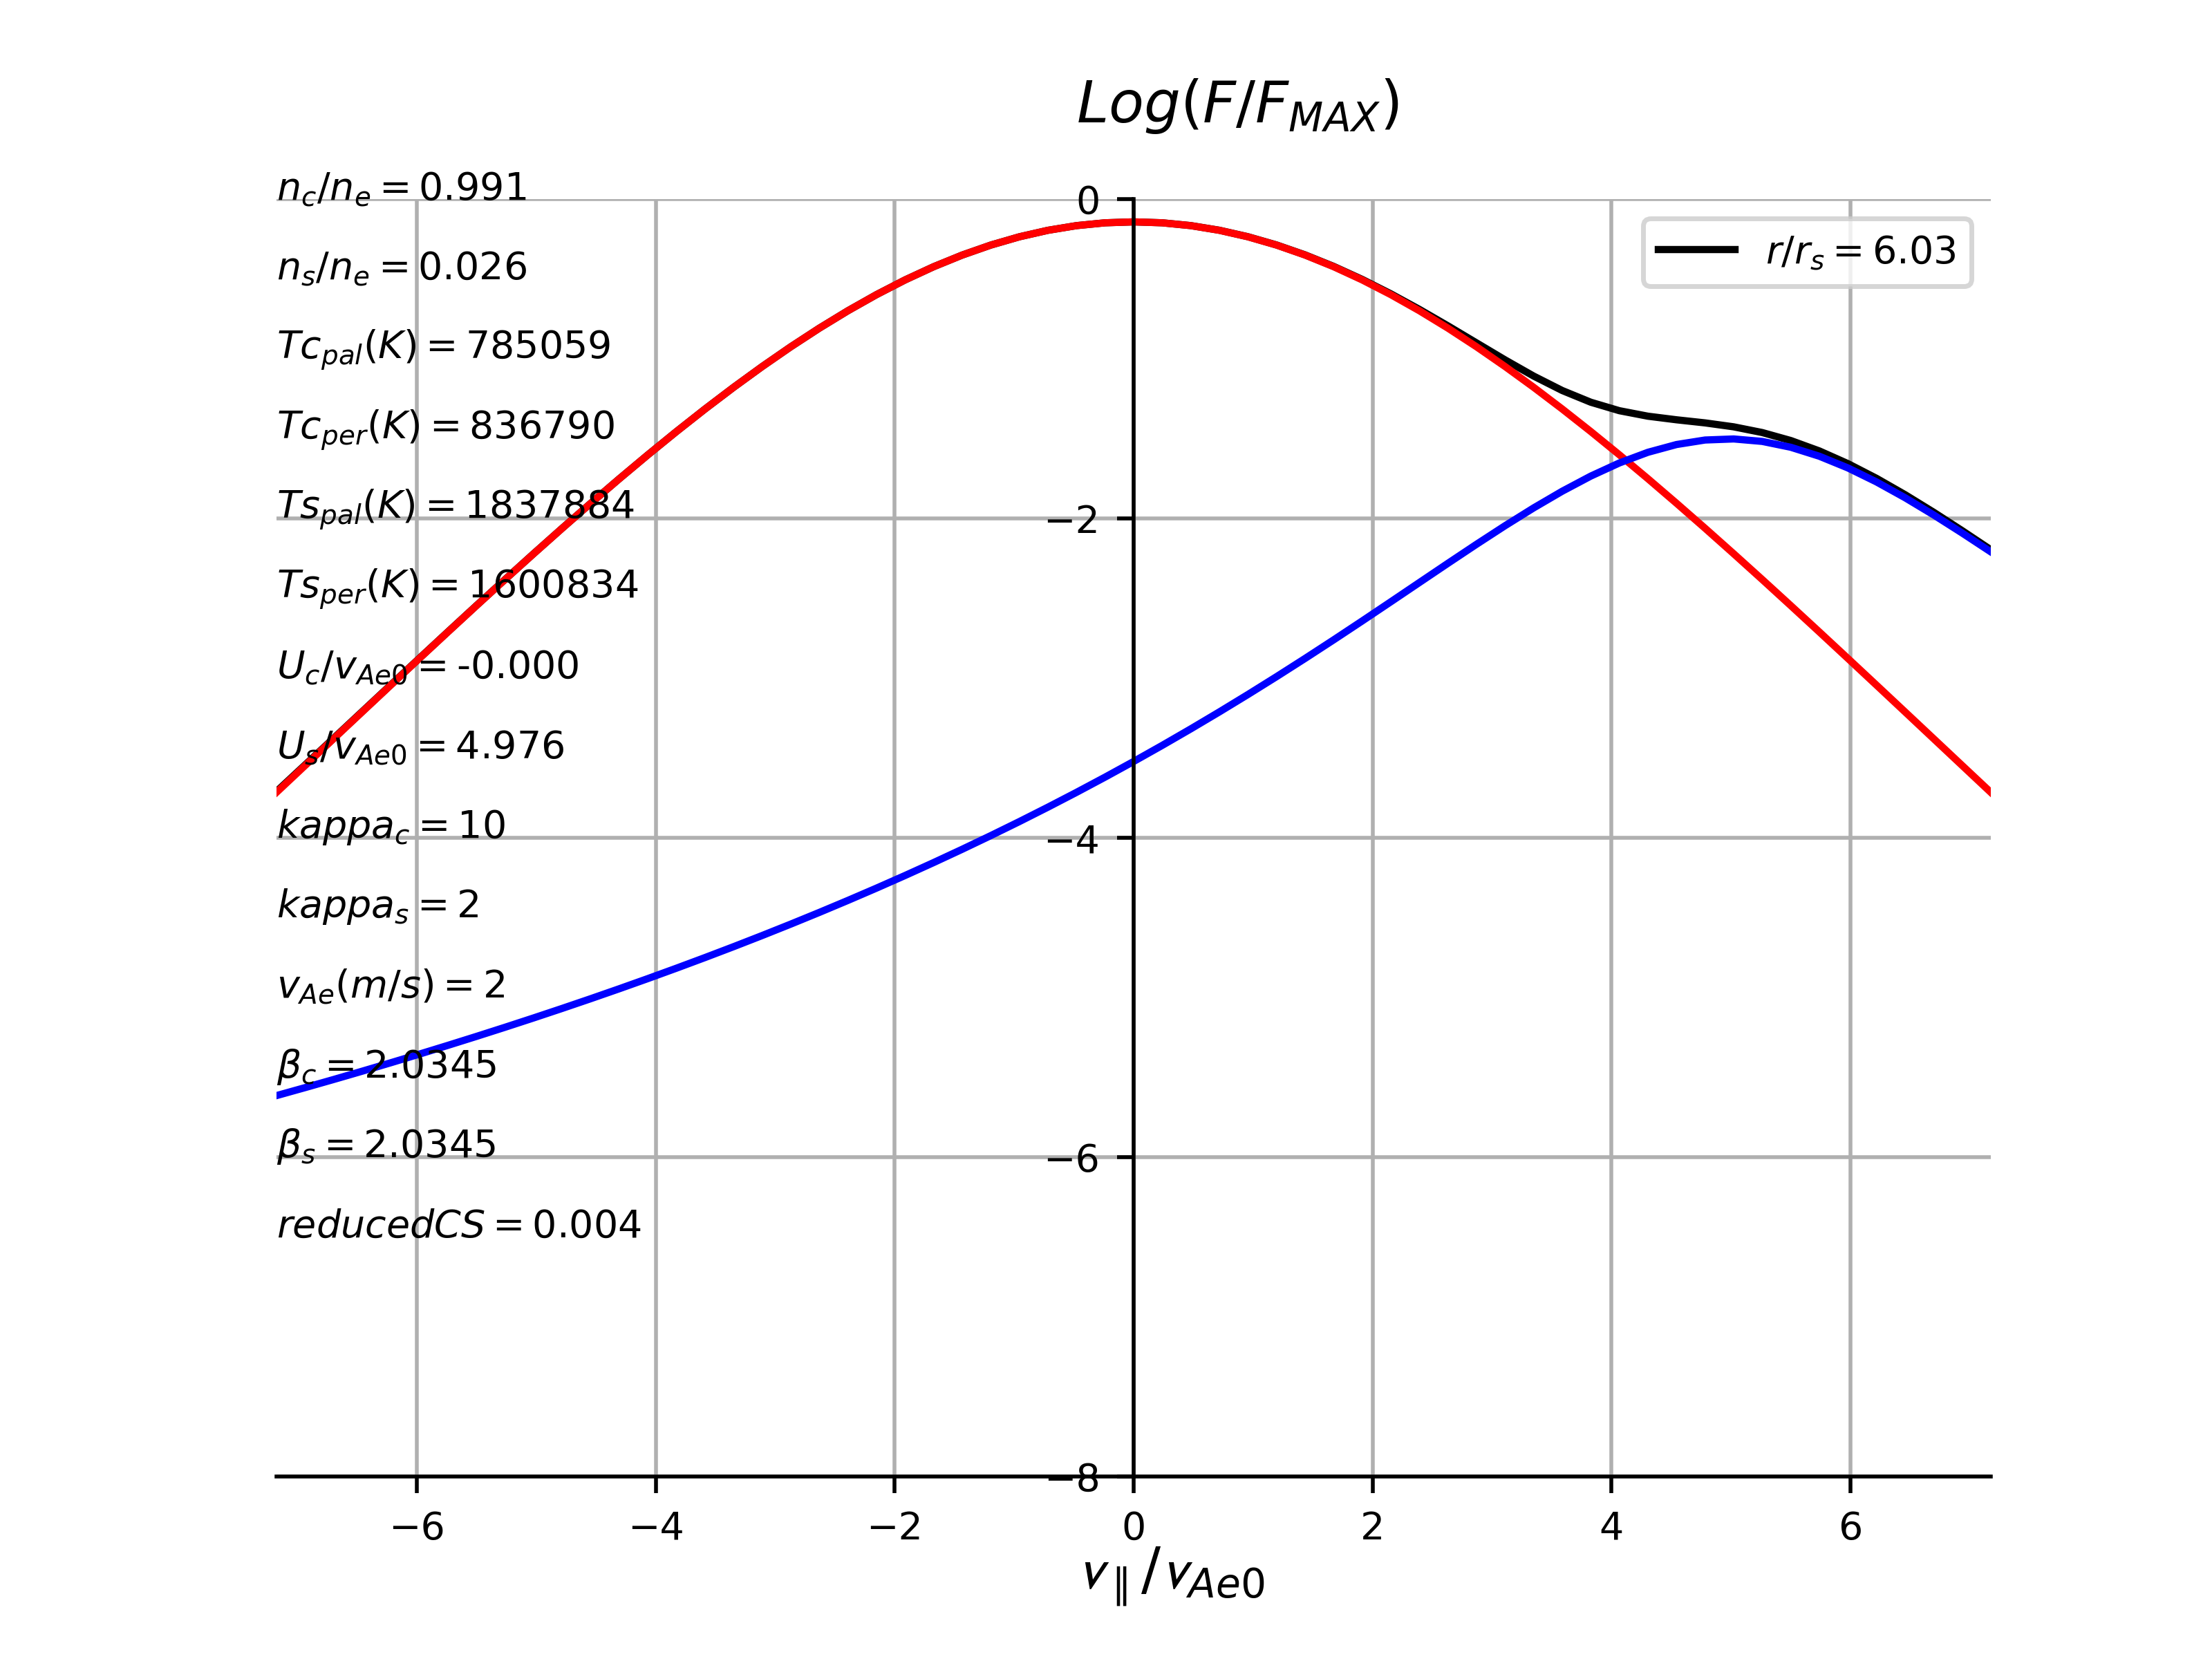 Log(F/F_MAX)
n_c/n_e = 0.991
n_s/n_e = 0.026
Tc_pal(K) = 785059
Tc_per(K) = 836790
Ts_pal(K) = 1837884
Ts_per(K) = 1600834
U_c/v_Ae0 = -0.000
U_s/v_Ae0 = 4.976
kappa_c = 10
kappa_s = 2
v_Ae(m/s) = 2
β_c = 2.0345
β_s = 2.0345
reducedCS = 0.004
r/r_s = 6.03
0
−2
−4
−6
−8
−6 −4 −2 0 2 4 6
v_∥/v_Ae0